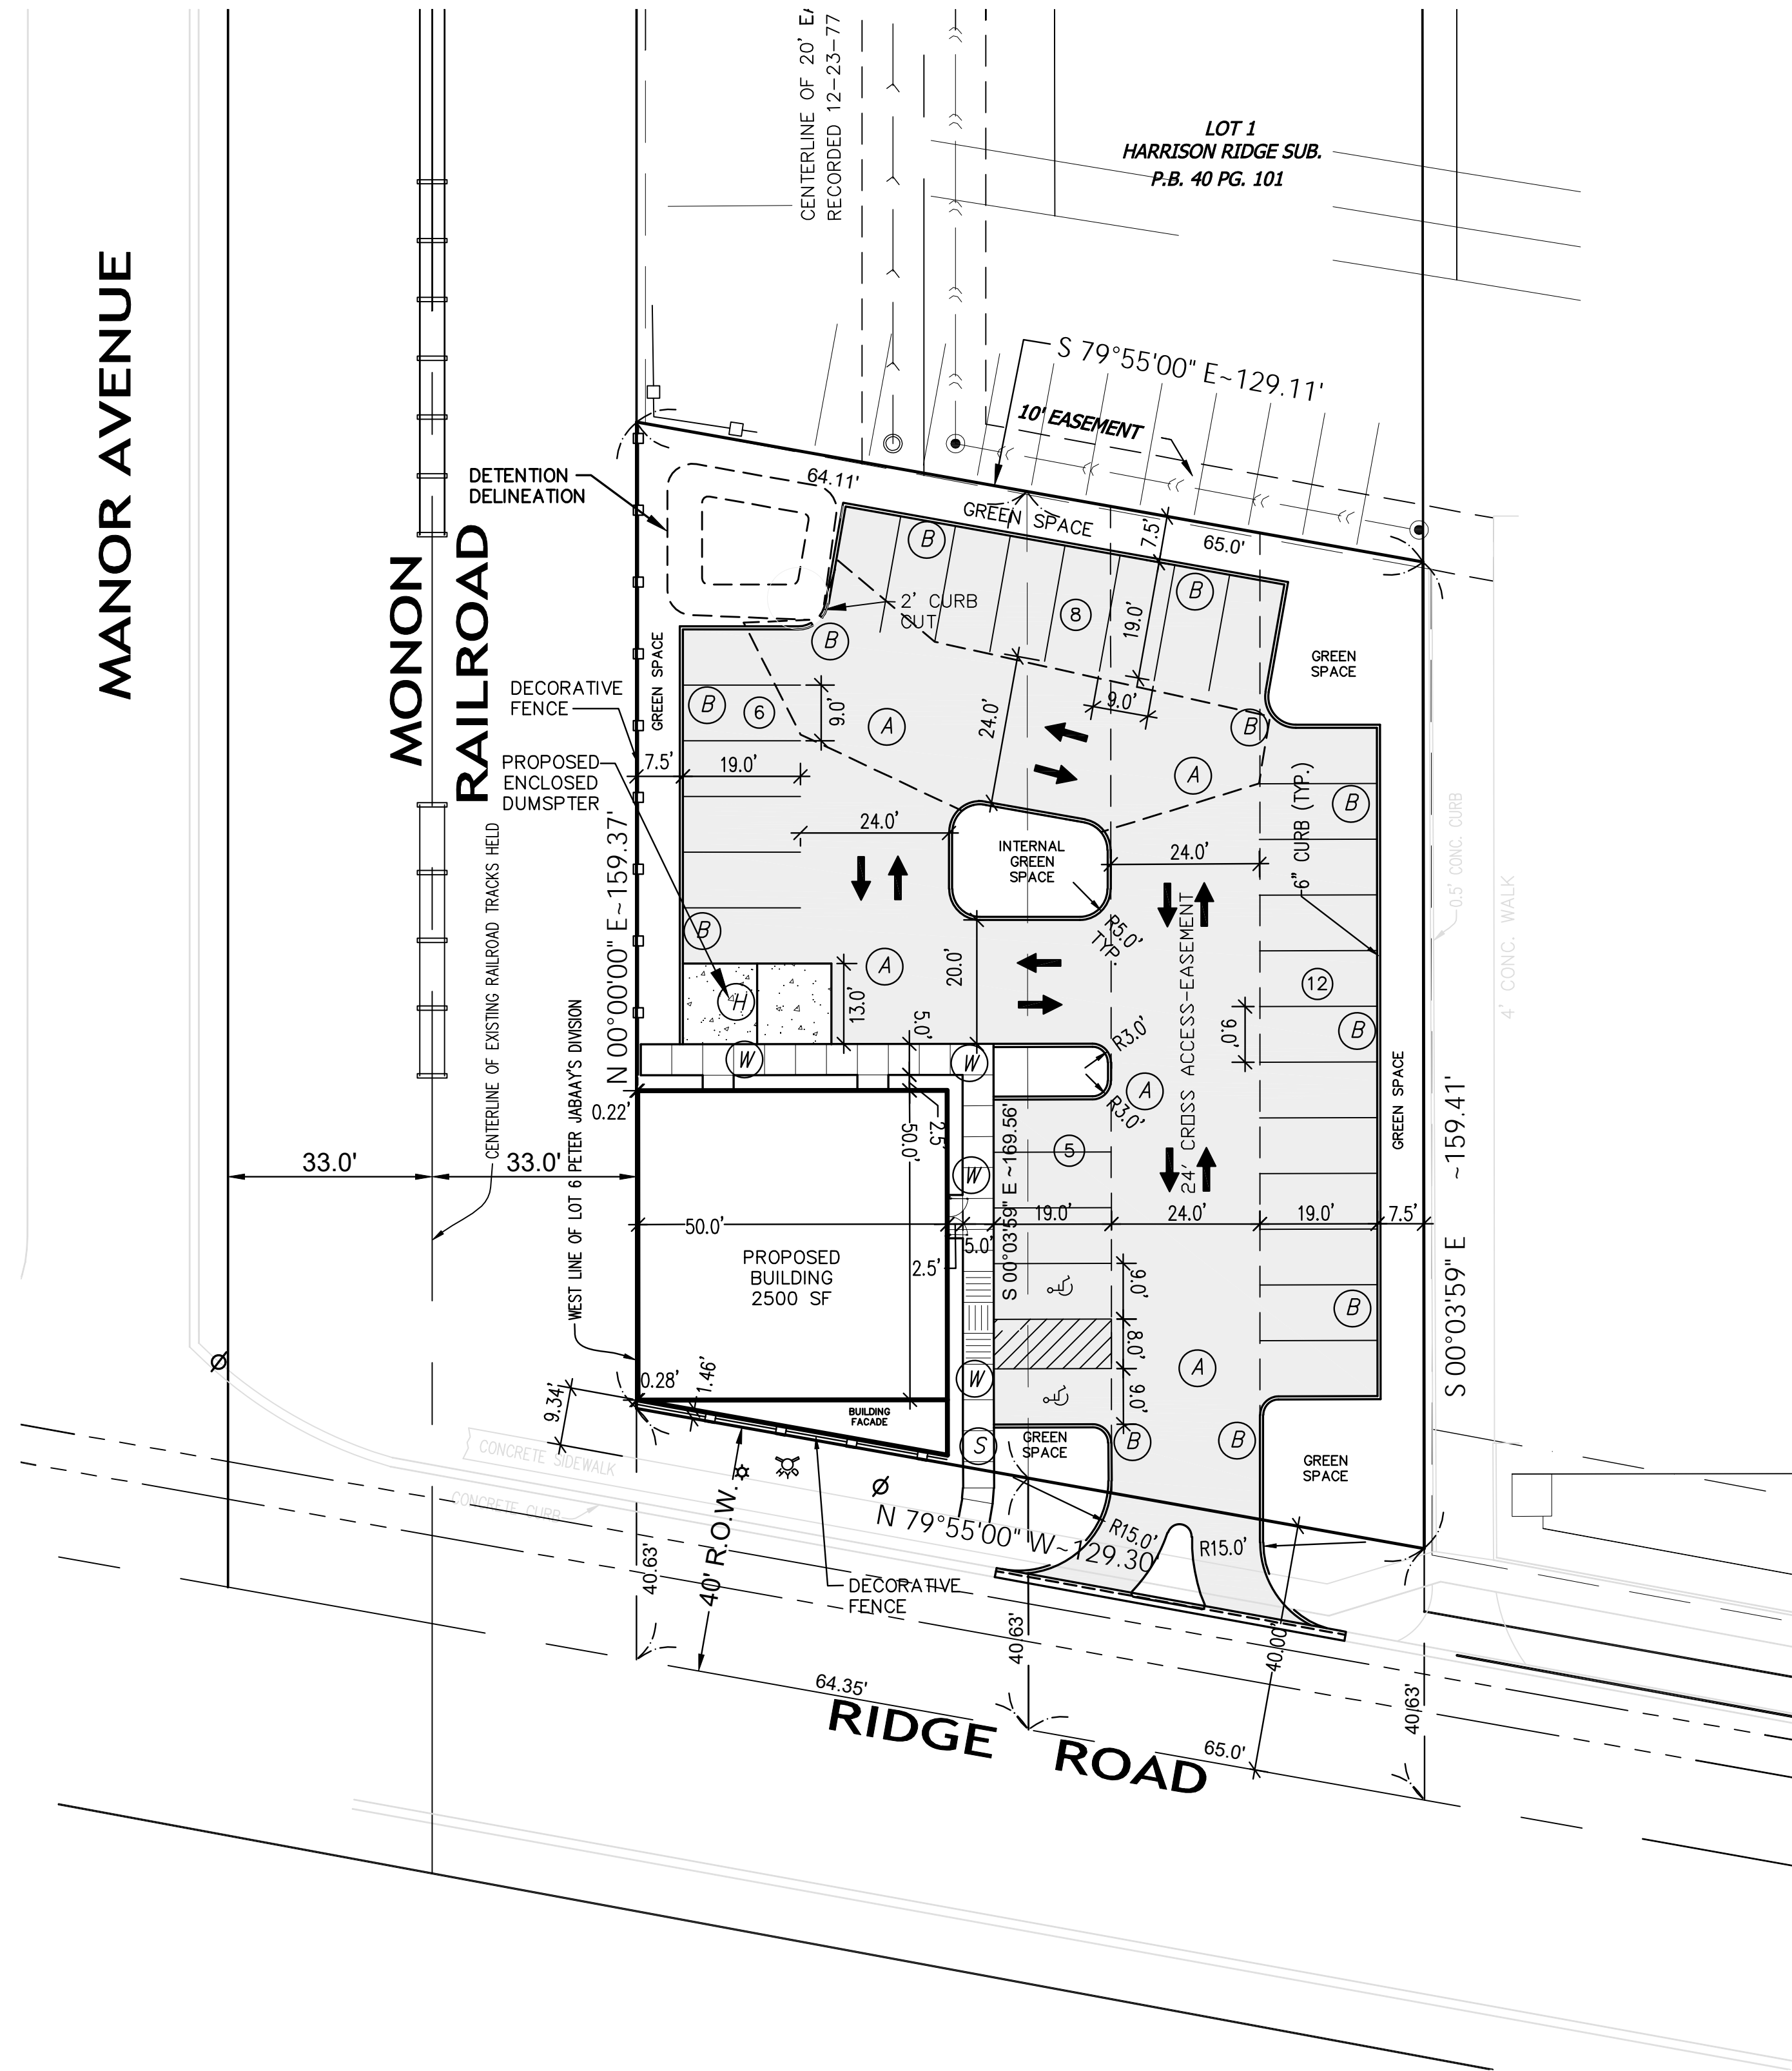 CENTERLINE OF 20' EA
RECORDED 12-23-77
LOT 1
HARRISON RIDGE SUB.
P.B. 40 PG. 101
MANOR AVENUE
MONON
RAILROAD
S 79°55'00" E~129.11'
10' EASEMENT
DETENTION
DELINEATION
64.11'
GREEN SPACE
7.5'
65.0'
B
B
2' CURB
CUT
8
19.0'
B
GREEN
SPACE
GREEN SPACE
DECORATIVE
FENCE
B
6
9.0'
A
24.0'
9.0'
B
PROPOSED
ENCLOSED
DUMSPTER
7.5'
19.0'
A
6" CURB (TYP.)
B
24.0'
INTERNAL
GREEN
SPACE
24.0'
0.5' CONC. CURB
4' CONC. WALK
N 00°00'00" E~159.37'
CENTERLINE OF EXISTING RAILROAD TRACKS HELD
B
R5.0'
TYP.
A
20.0'
24' CROSS ACCESS-EASEMENT
12
H
13.0'
5.0'
9.0'
B
W
W
R3.0'
A
R3.0'
GREEN SPACE
0.22'
2.5'
50.0'
S 00°03'59" E ~169.56'
5
S 00°03'59" E ~159.41'
33.0'
33.0'
WEST LINE OF LOT 6 PETER JABAAY'S DIVISION
W
50.0'
19.0'
24.0'
19.0'
7.5'
5.0'
2.5'
PROPOSED
BUILDING
2500 SF
9.0'
B
8.0'
A
0.28'
1.46'
W
9.0'
9.34'
BUILDING
FACADE
S
GREEN
SPACE
B
B
GREEN
SPACE
CONCRETE SIDEWALK
CONCRETE CURB
40' R.O.W.
N 79°55'00" W~129.30'
R15.0'
R15.0'
40.63'
DECORATIVE
FENCE
40.63'
40.00'
40.63'
64.35'
65.0'
RIDGE ROAD